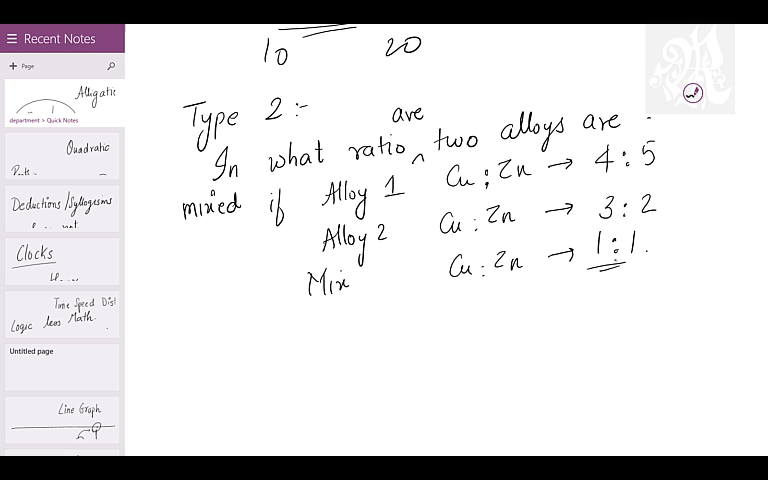 Recent Notes
+ Page
Alligatio
department > Quick Notes
Quadratic
Deductions/Syllogisms
Clocks
Time Speed Dist
Logic less Math.
Untitled page
Line Graph
10 20
Type 2 :-
In what ratio are two alloys are
mixed if Alloy 1 Cu : Zn → 4 : 5
Alloy 2 Cu : Zn → 3 : 2
Mix Cu : Zn → 1 : 1.